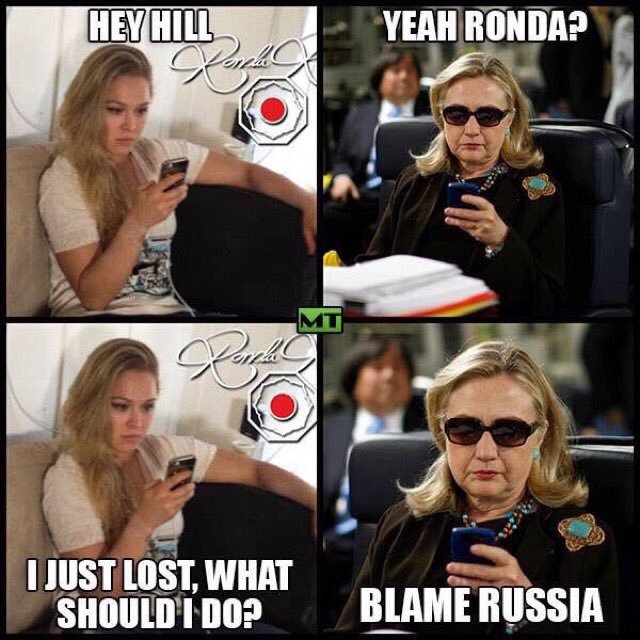 HEY HILL
Ronda
YEAH RONDA?
MT
Ronda
I JUST LOST, WHAT
SHOULD I DO?
BLAME RUSSIA